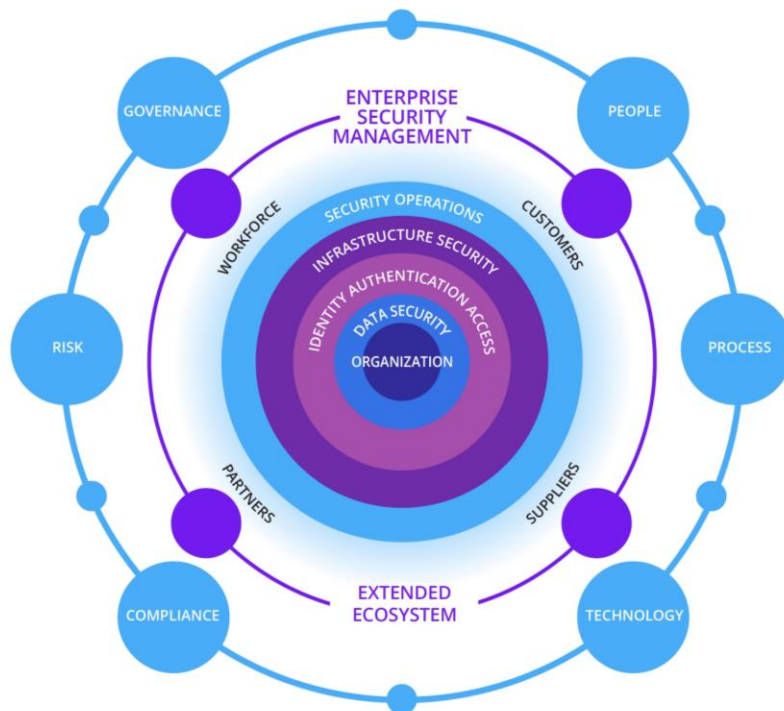 GOVERNANCE
PEOPLE
ENTERPRISE
SECURITY
MANAGEMENT
WORKFORCE
CUSTOMERS
SECURITY OPERATIONS
INFRASTRUCTURE SECURITY
IDENTITY AUTHENTICATION ACCESS
DATA SECURITY
ORGANIZATION
RISK
PROCESS
PARTNERS
SUPPLIERS
EXTENDED
ECOSYSTEM
COMPLIANCE
TECHNOLOGY